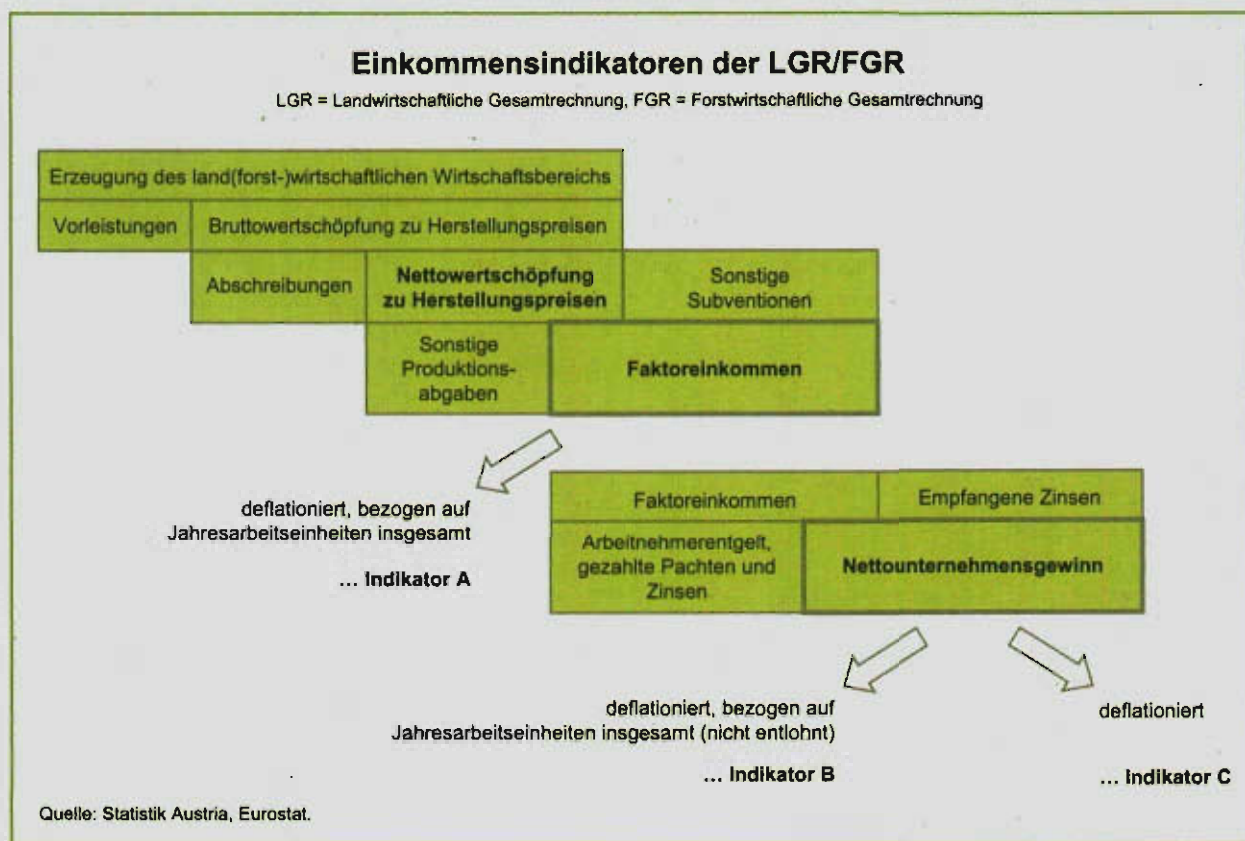 Einkommensindikatoren der LGR/FGR
LGR = Landwirtschaftliche Gesamtrechnung, FGR = Forstwirtschaftliche Gesamtrechnung
Erzeugung des land(forst-)wirtschaftlichen Wirtschaftsbereichs
Vorleistungen
Bruttowertschöpfung zu Herstellungspreisen
Abschreibungen
Nettowertschöpfung
zu Herstellungspreisen
Sonstige
Subventionen
Sonstige
Produktions-
abgaben
Faktoreinkommen
deflationiert, bezogen auf
Jahresarbeitseinheiten insgesamt
... Indikator A
Faktoreinkommen
Empfangene Zinsen
Arbeitnehmerentgelt,
gezahlte Pachten und
Zinsen
Nettounternehmensgewinn
deflationiert, bezogen auf
Jahresarbeitseinheiten insgesamt (nicht entlohnt)
... Indikator B
deflationiert
... Indikator C
Quelle: Statistik Austria, Eurostat.